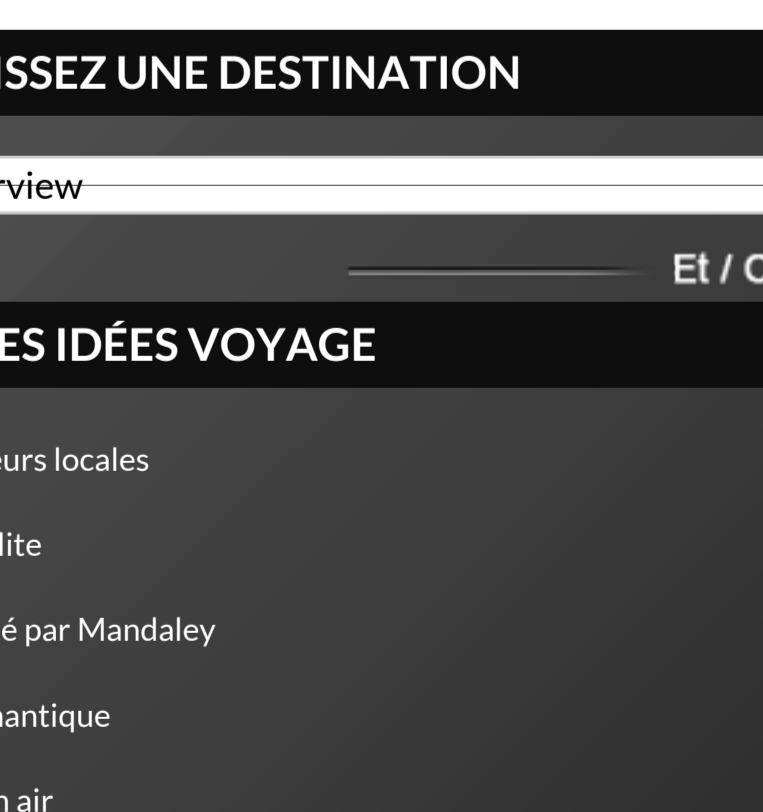 ISSEZ UNE DESTINATION
rview
Et /
ES IDÉES VOYAGE
eurs locales
lite
é par Mandaley
nantique
n air